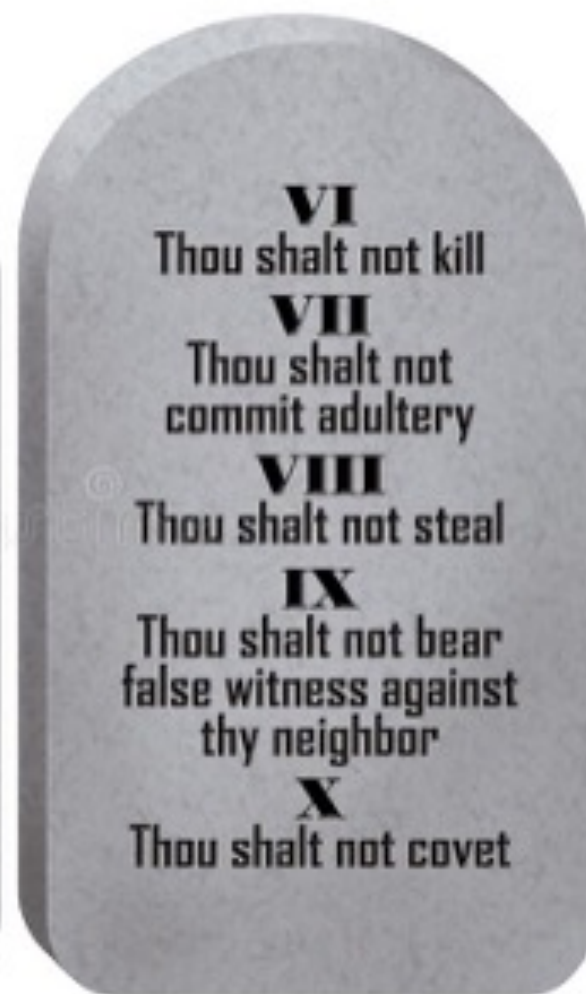 VI
Thou shalt not kill
VII
Thou shalt not
commit adultery
VIII
Thou shalt not steal
IX
Thou shalt not bear
false witness against
thy neighbor
X
Thou shalt not covet